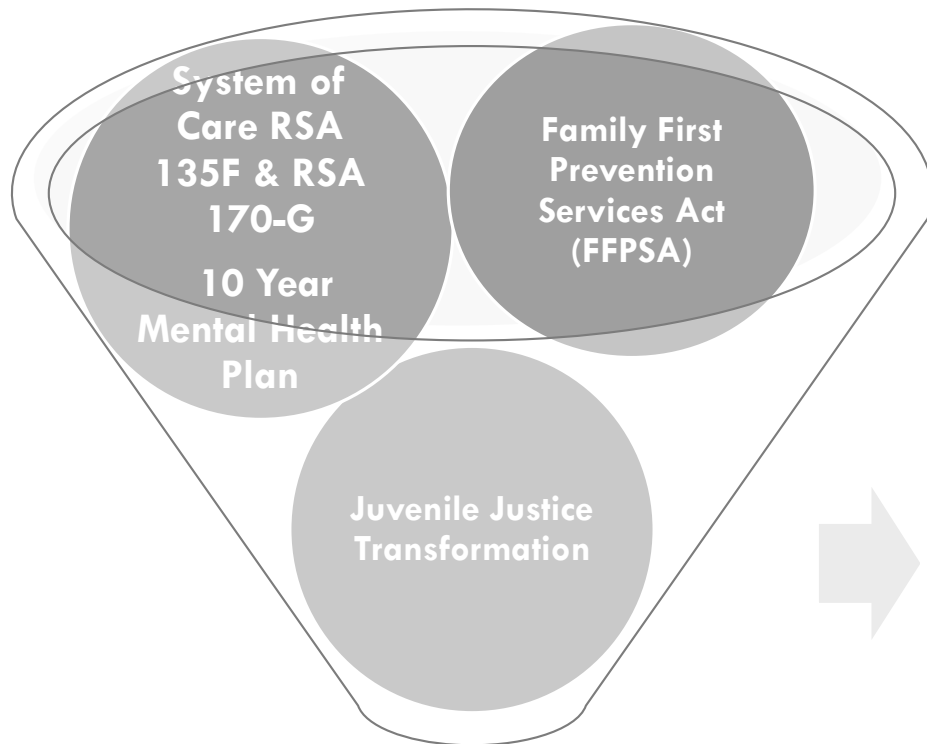 System of
Care RSA
135F & RSA
170-G
10 Year
Mental Health
Plan
Family First
Prevention
Services Act
(FFPSA)
Juvenile Justice
Transformation